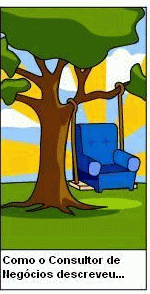 Como o Consultor de
Negócios descreveu...